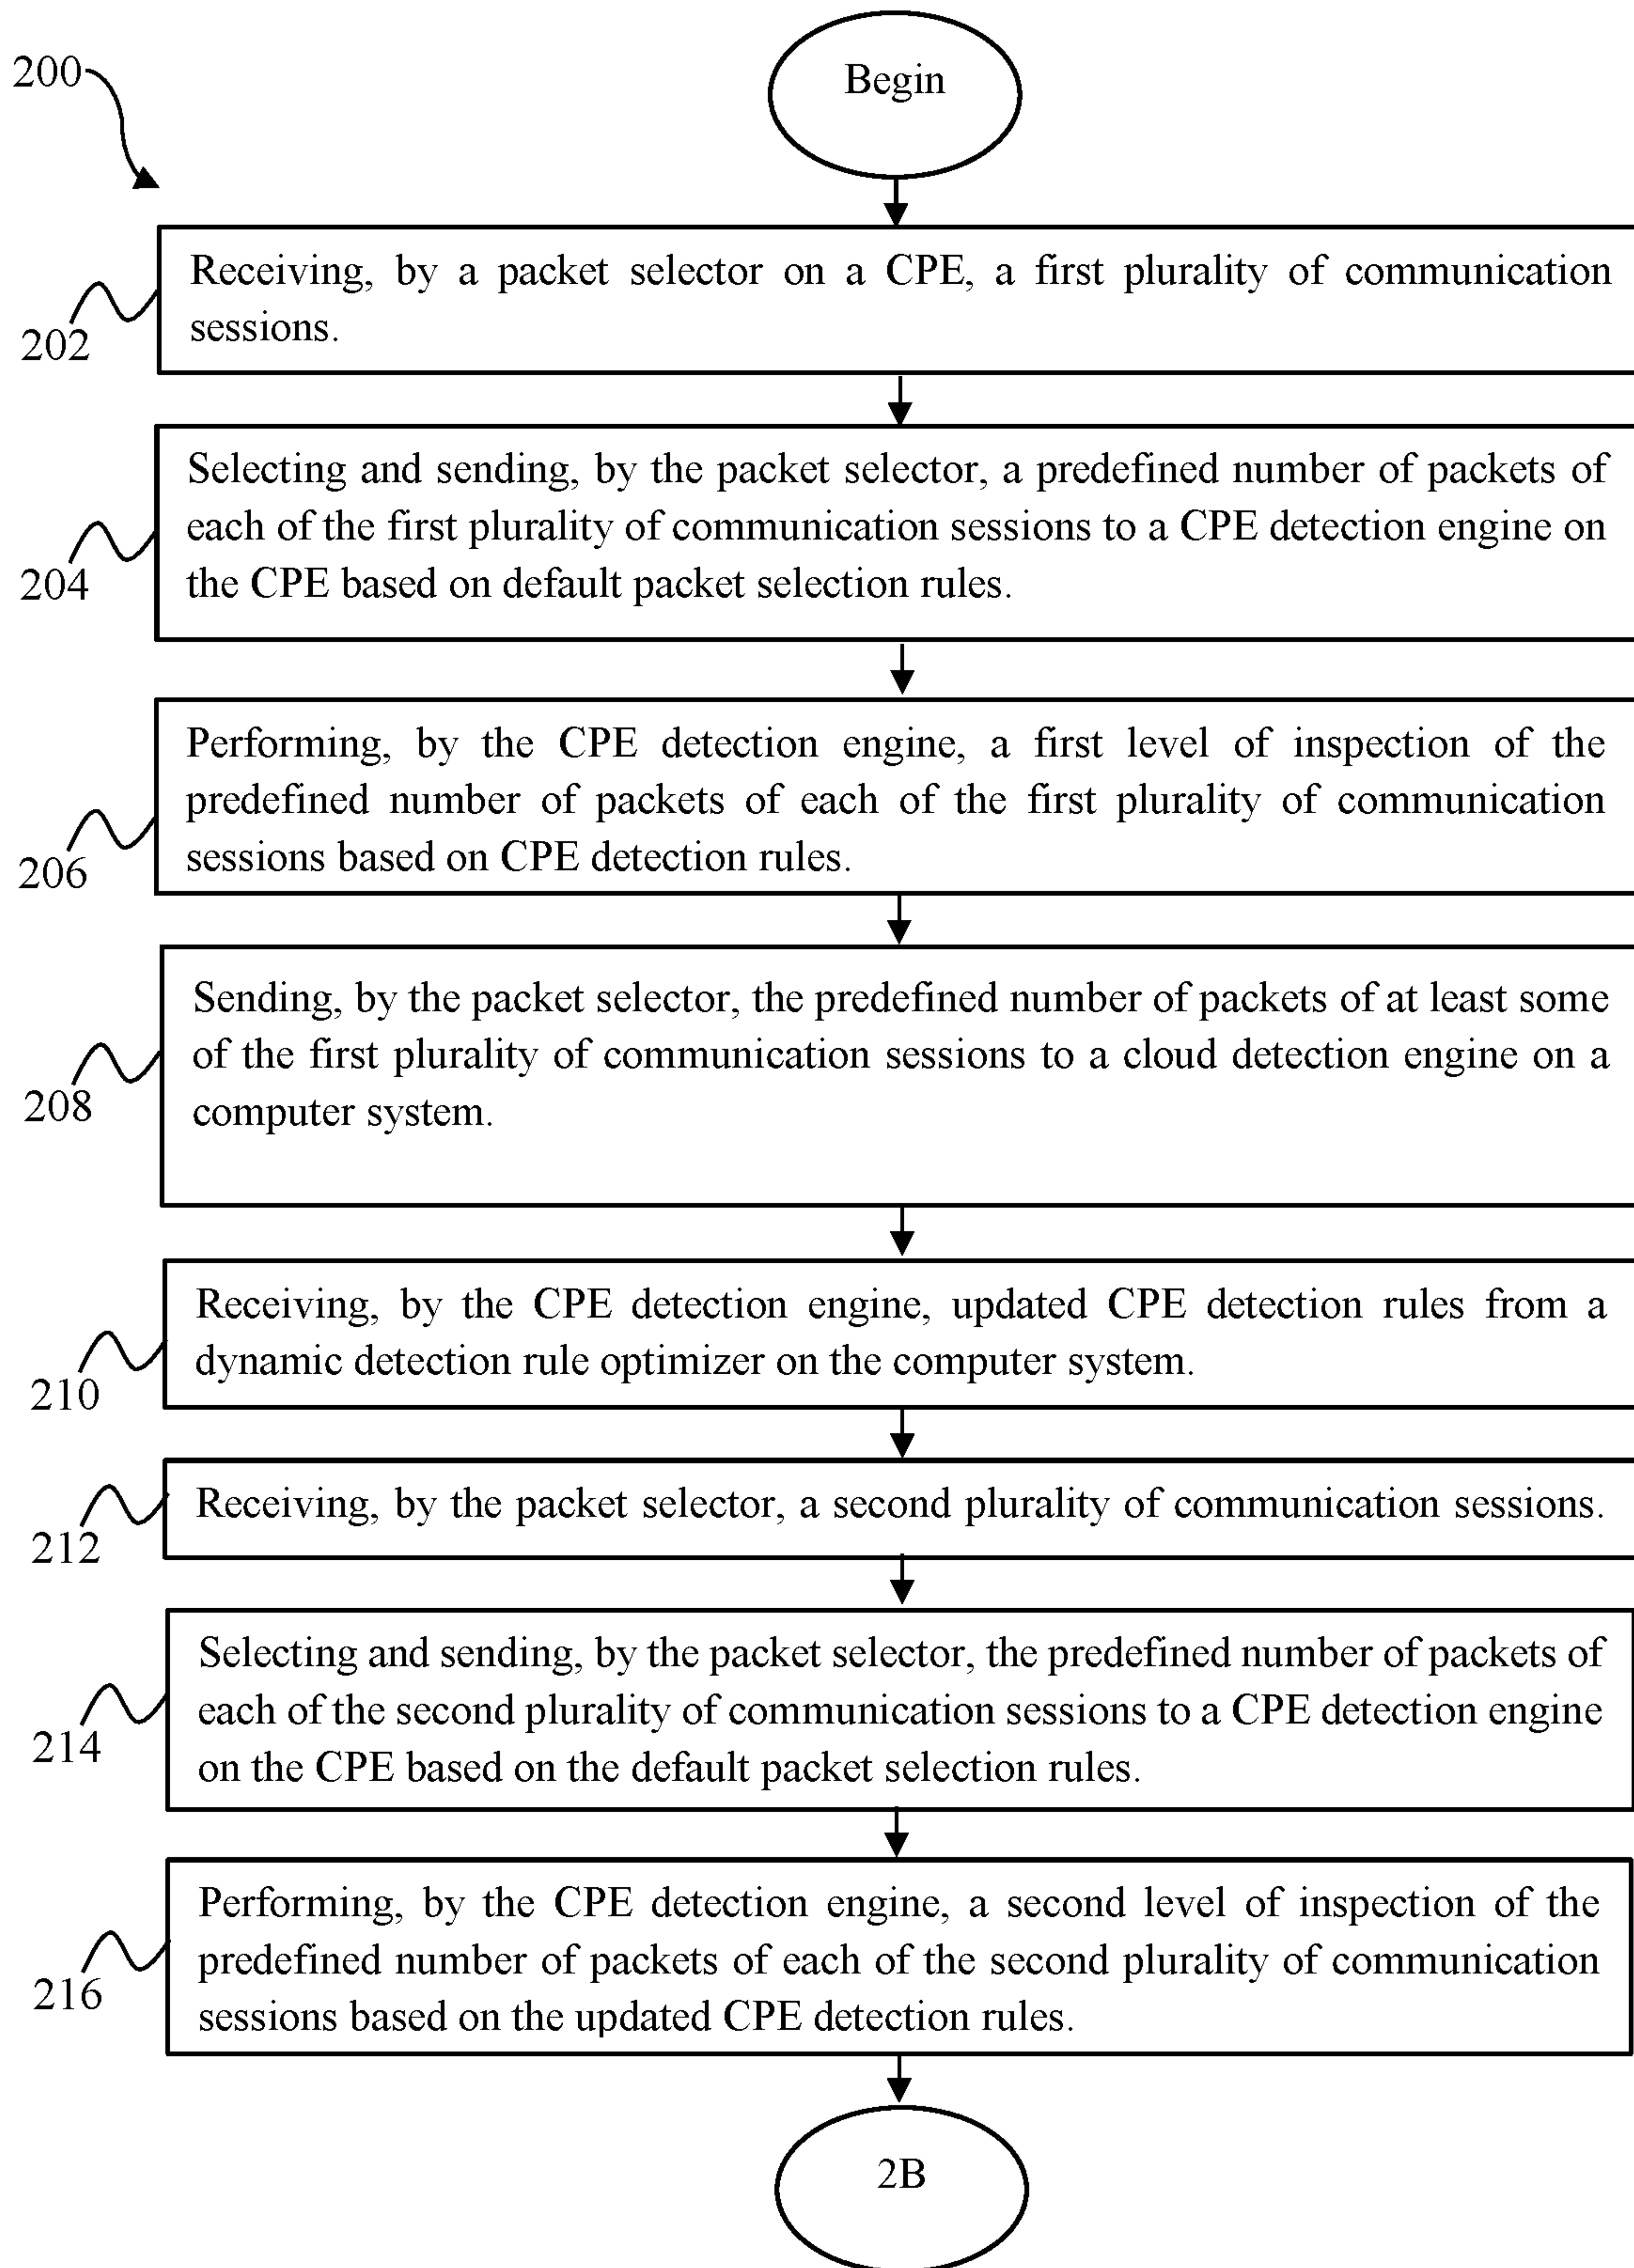 200
Begin
Receiving, by a packet selector on a CPE, a first plurality of communication
sessions.
202
Selecting and sending, by the packet selector, a predefined number of packets of
each of the first plurality of communication sessions to a CPE detection engine on
the CPE based on default packet selection rules.
204
Performing, by the CPE detection engine, a first level of inspection of the
predefined number of packets of each of the first plurality of communication
sessions based on CPE detection rules.
206
Sending, by the packet selector, the predefined number of packets of at least some
of the first plurality of communication sessions to a cloud detection engine on a
computer system.
208
Receiving, by the CPE detection engine, updated CPE detection rules from a
dynamic detection rule optimizer on the computer system.
210
Receiving, by the packet selector, a second plurality of communication sessions.
212
Selecting and sending, by the packet selector, the predefined number of packets of
each of the second plurality of communication sessions to a CPE detection engine
on the CPE based on the default packet selection rules.
214
Performing, by the CPE detection engine, a second level of inspection of the
predefined number of packets of each of the second plurality of communication
sessions based on the updated CPE detection rules.
216
2B